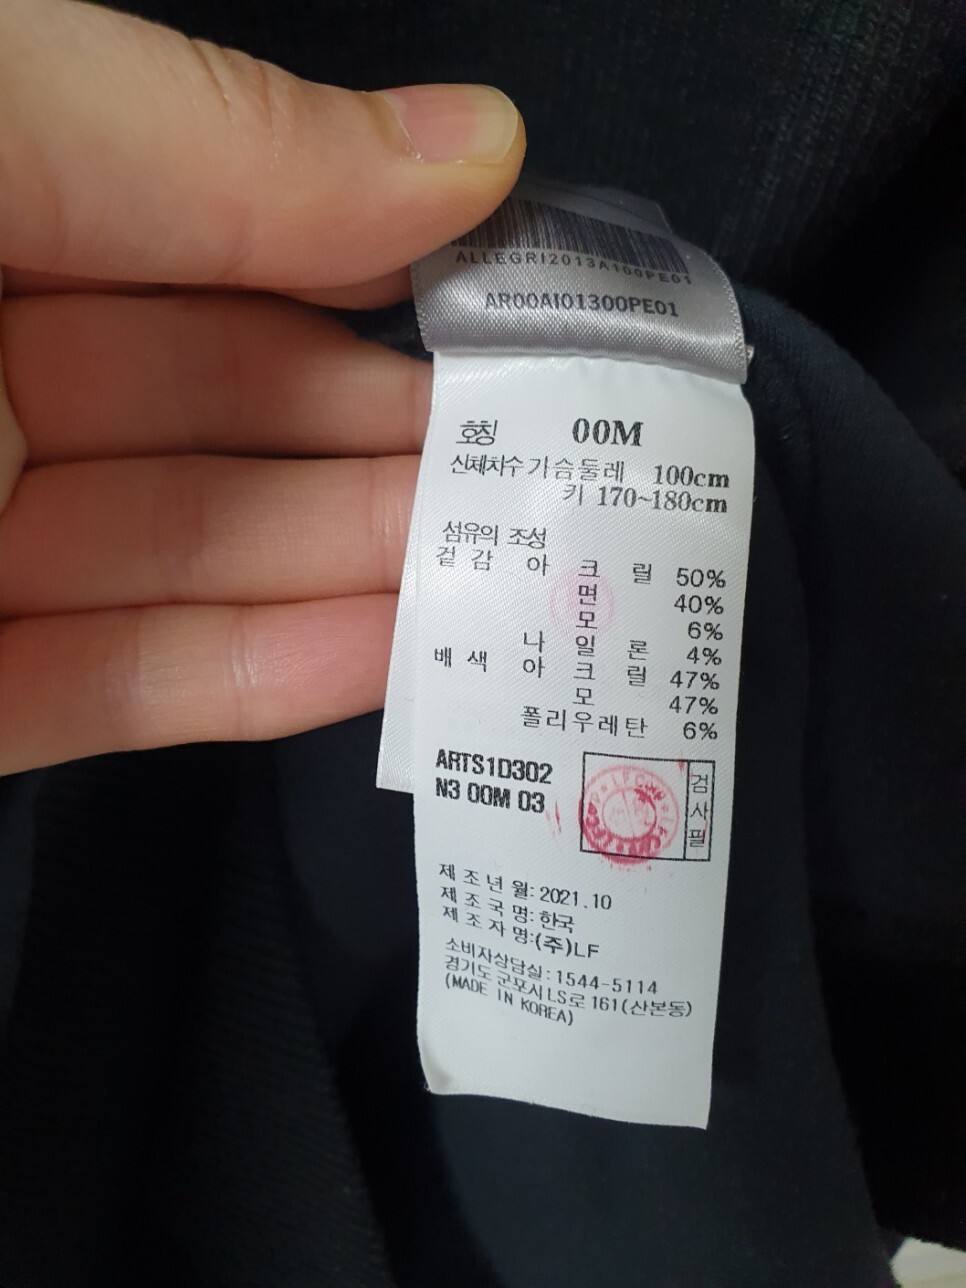 ALLEGRI2013A100PE01
AR00AI01300PE01
호칭 00M
신체치수 가슴둘레 100cm
키 170~180cm
섬유의 조성
겉감 아크릴 50%
면 40%
모 6%
나일론 4%
배색 아크릴 47%
모 47%
폴리우레탄 6%
ARTS1D302
N3 00M 03
검사필
제조년월: 2021.10
제조국명: 한국
제조자명:(주)LF
소비자상담실: 1544-5114
경기도 군포시 LS로 161(산본동)
(MADE IN KOREA)